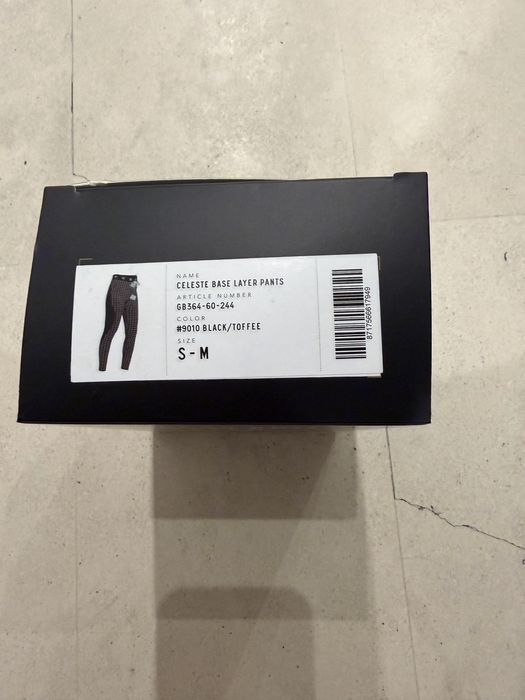 NAME
CELESTE BASE LAYER PANTS
ARTICLE NUMBER
GB364-60-244
COLOR
#9010 BLACK/TOFFEE
SIZE
S - M
8717566617949